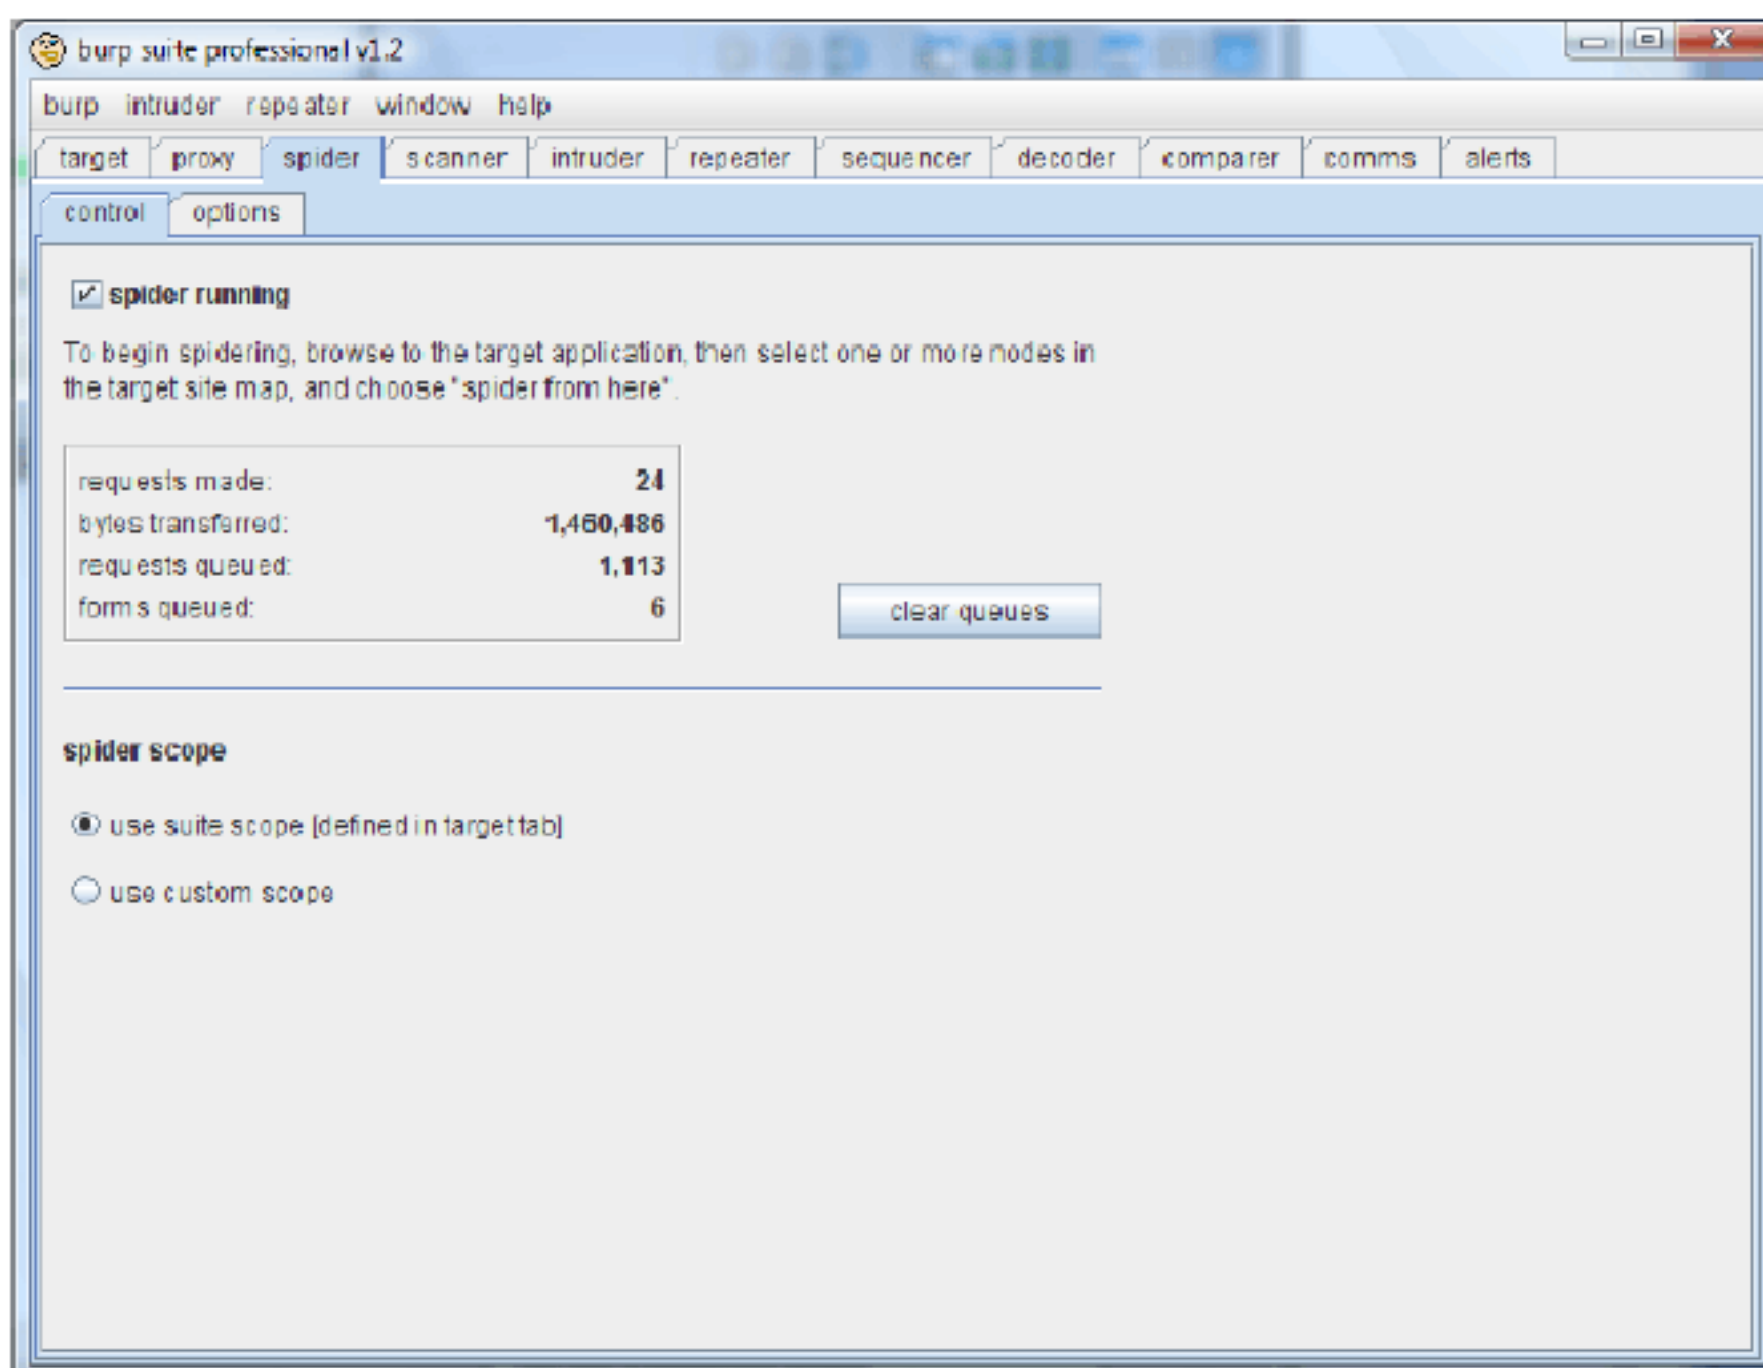 burp suite professional v1.2
burp intruder repeater window help
target proxy spider scanner intruder repeater sequencer decoder comparer comms alerts
control options
spider running
To begin spidering, browse to the target application, then select one or more nodes in
the target site map, and choose "spider from here".
requests made: 24
bytes transferred: 1,460,486
requests queued: 1,113
forms queued: 6
clear queues
spider scope
use suite scope [defined in target tab]
use custom scope